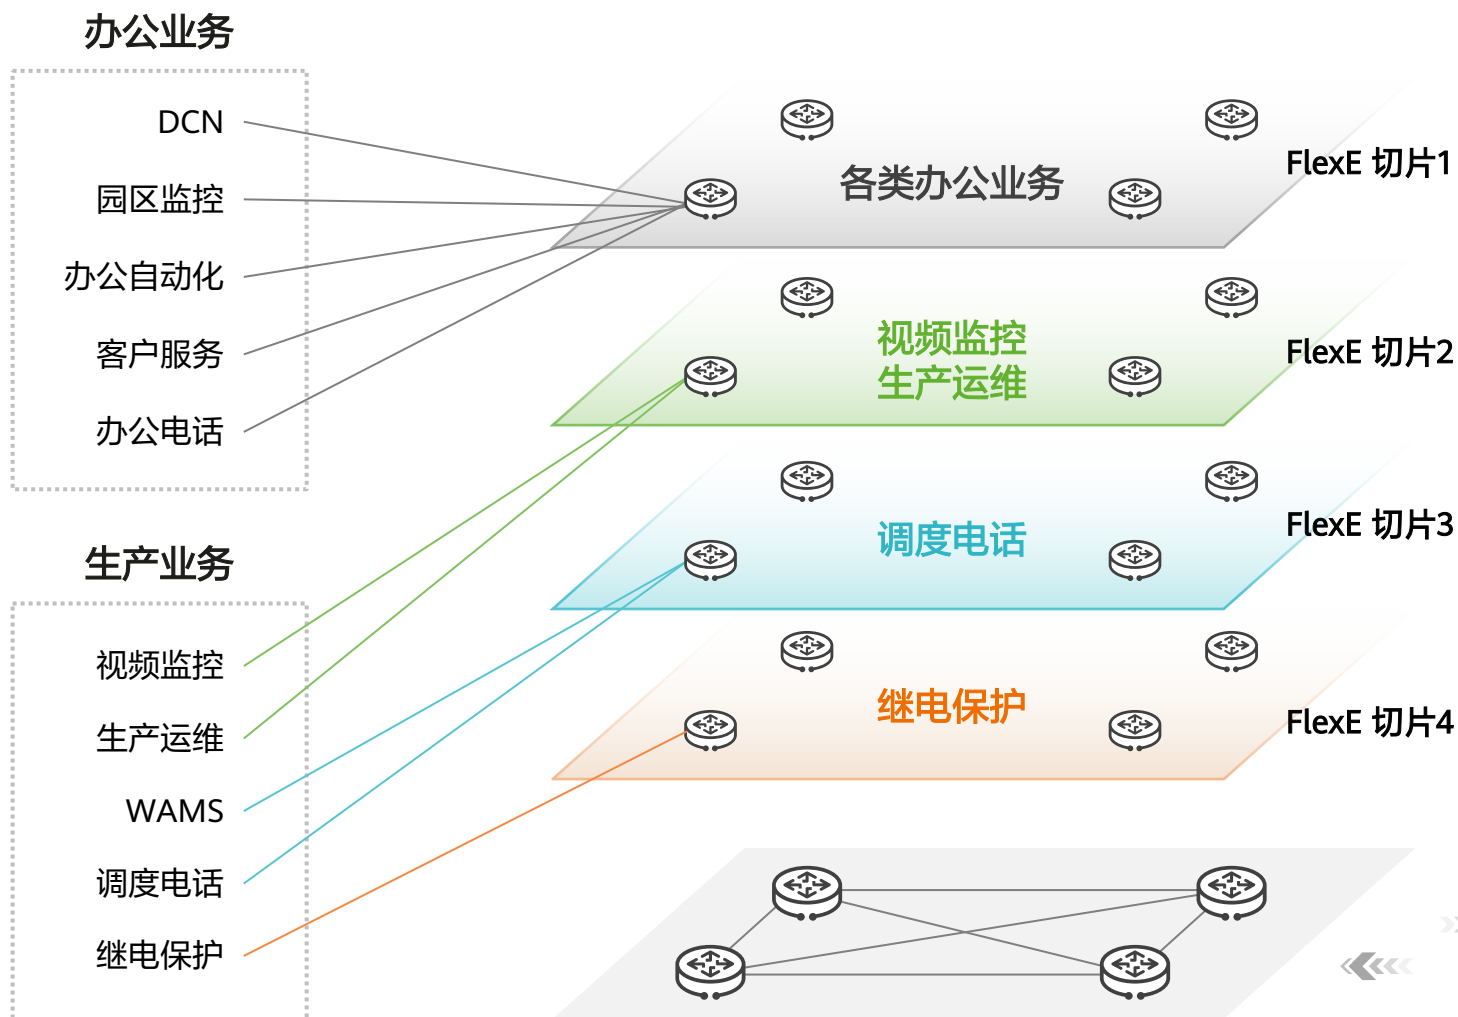 办公业务
DCN
园区监控
办公自动化
客户服务
办公电话
生产业务
视频监控
生产运维
WAMS
调度电话
继电保护
各类办公业务
FlexE 切片1
视频监控
生产运维
FlexE 切片2
调度电话
FlexE 切片3
继电保护
FlexE 切片4